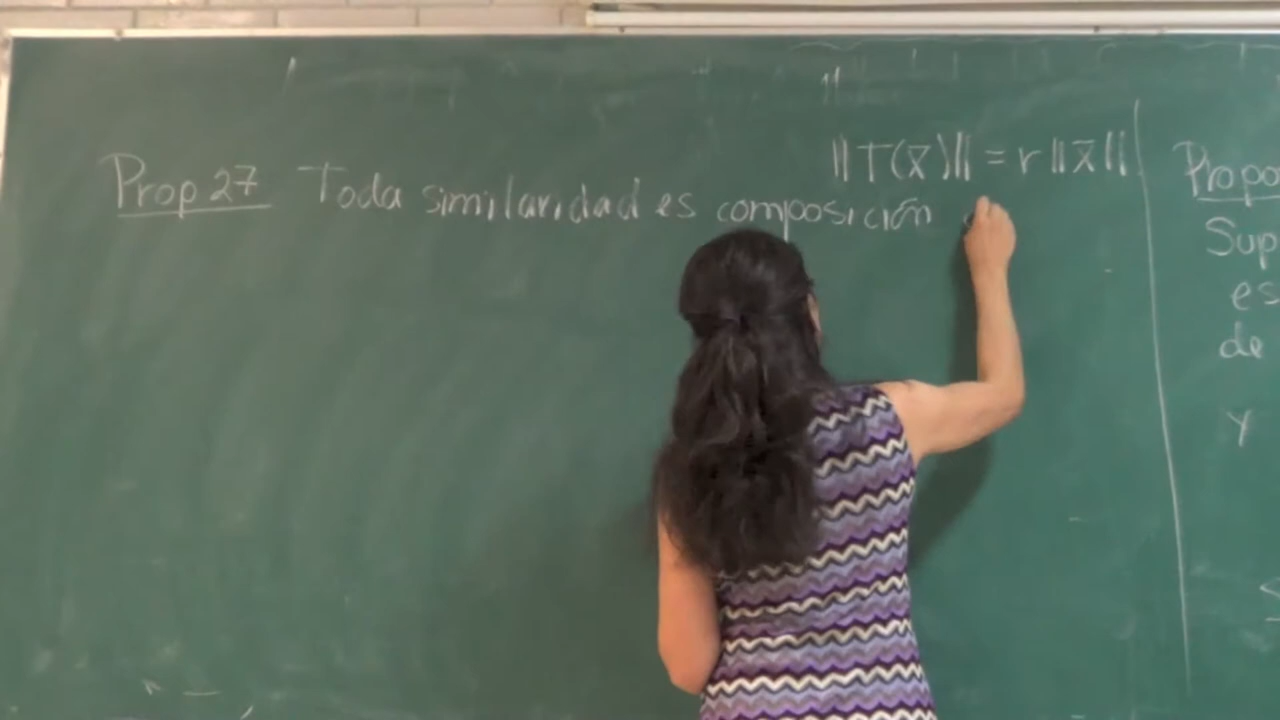 ‖T(x̄)‖ = r‖x̄‖
Prop 27 Toda similaridad es composición
Propo
Sup
es
de
y